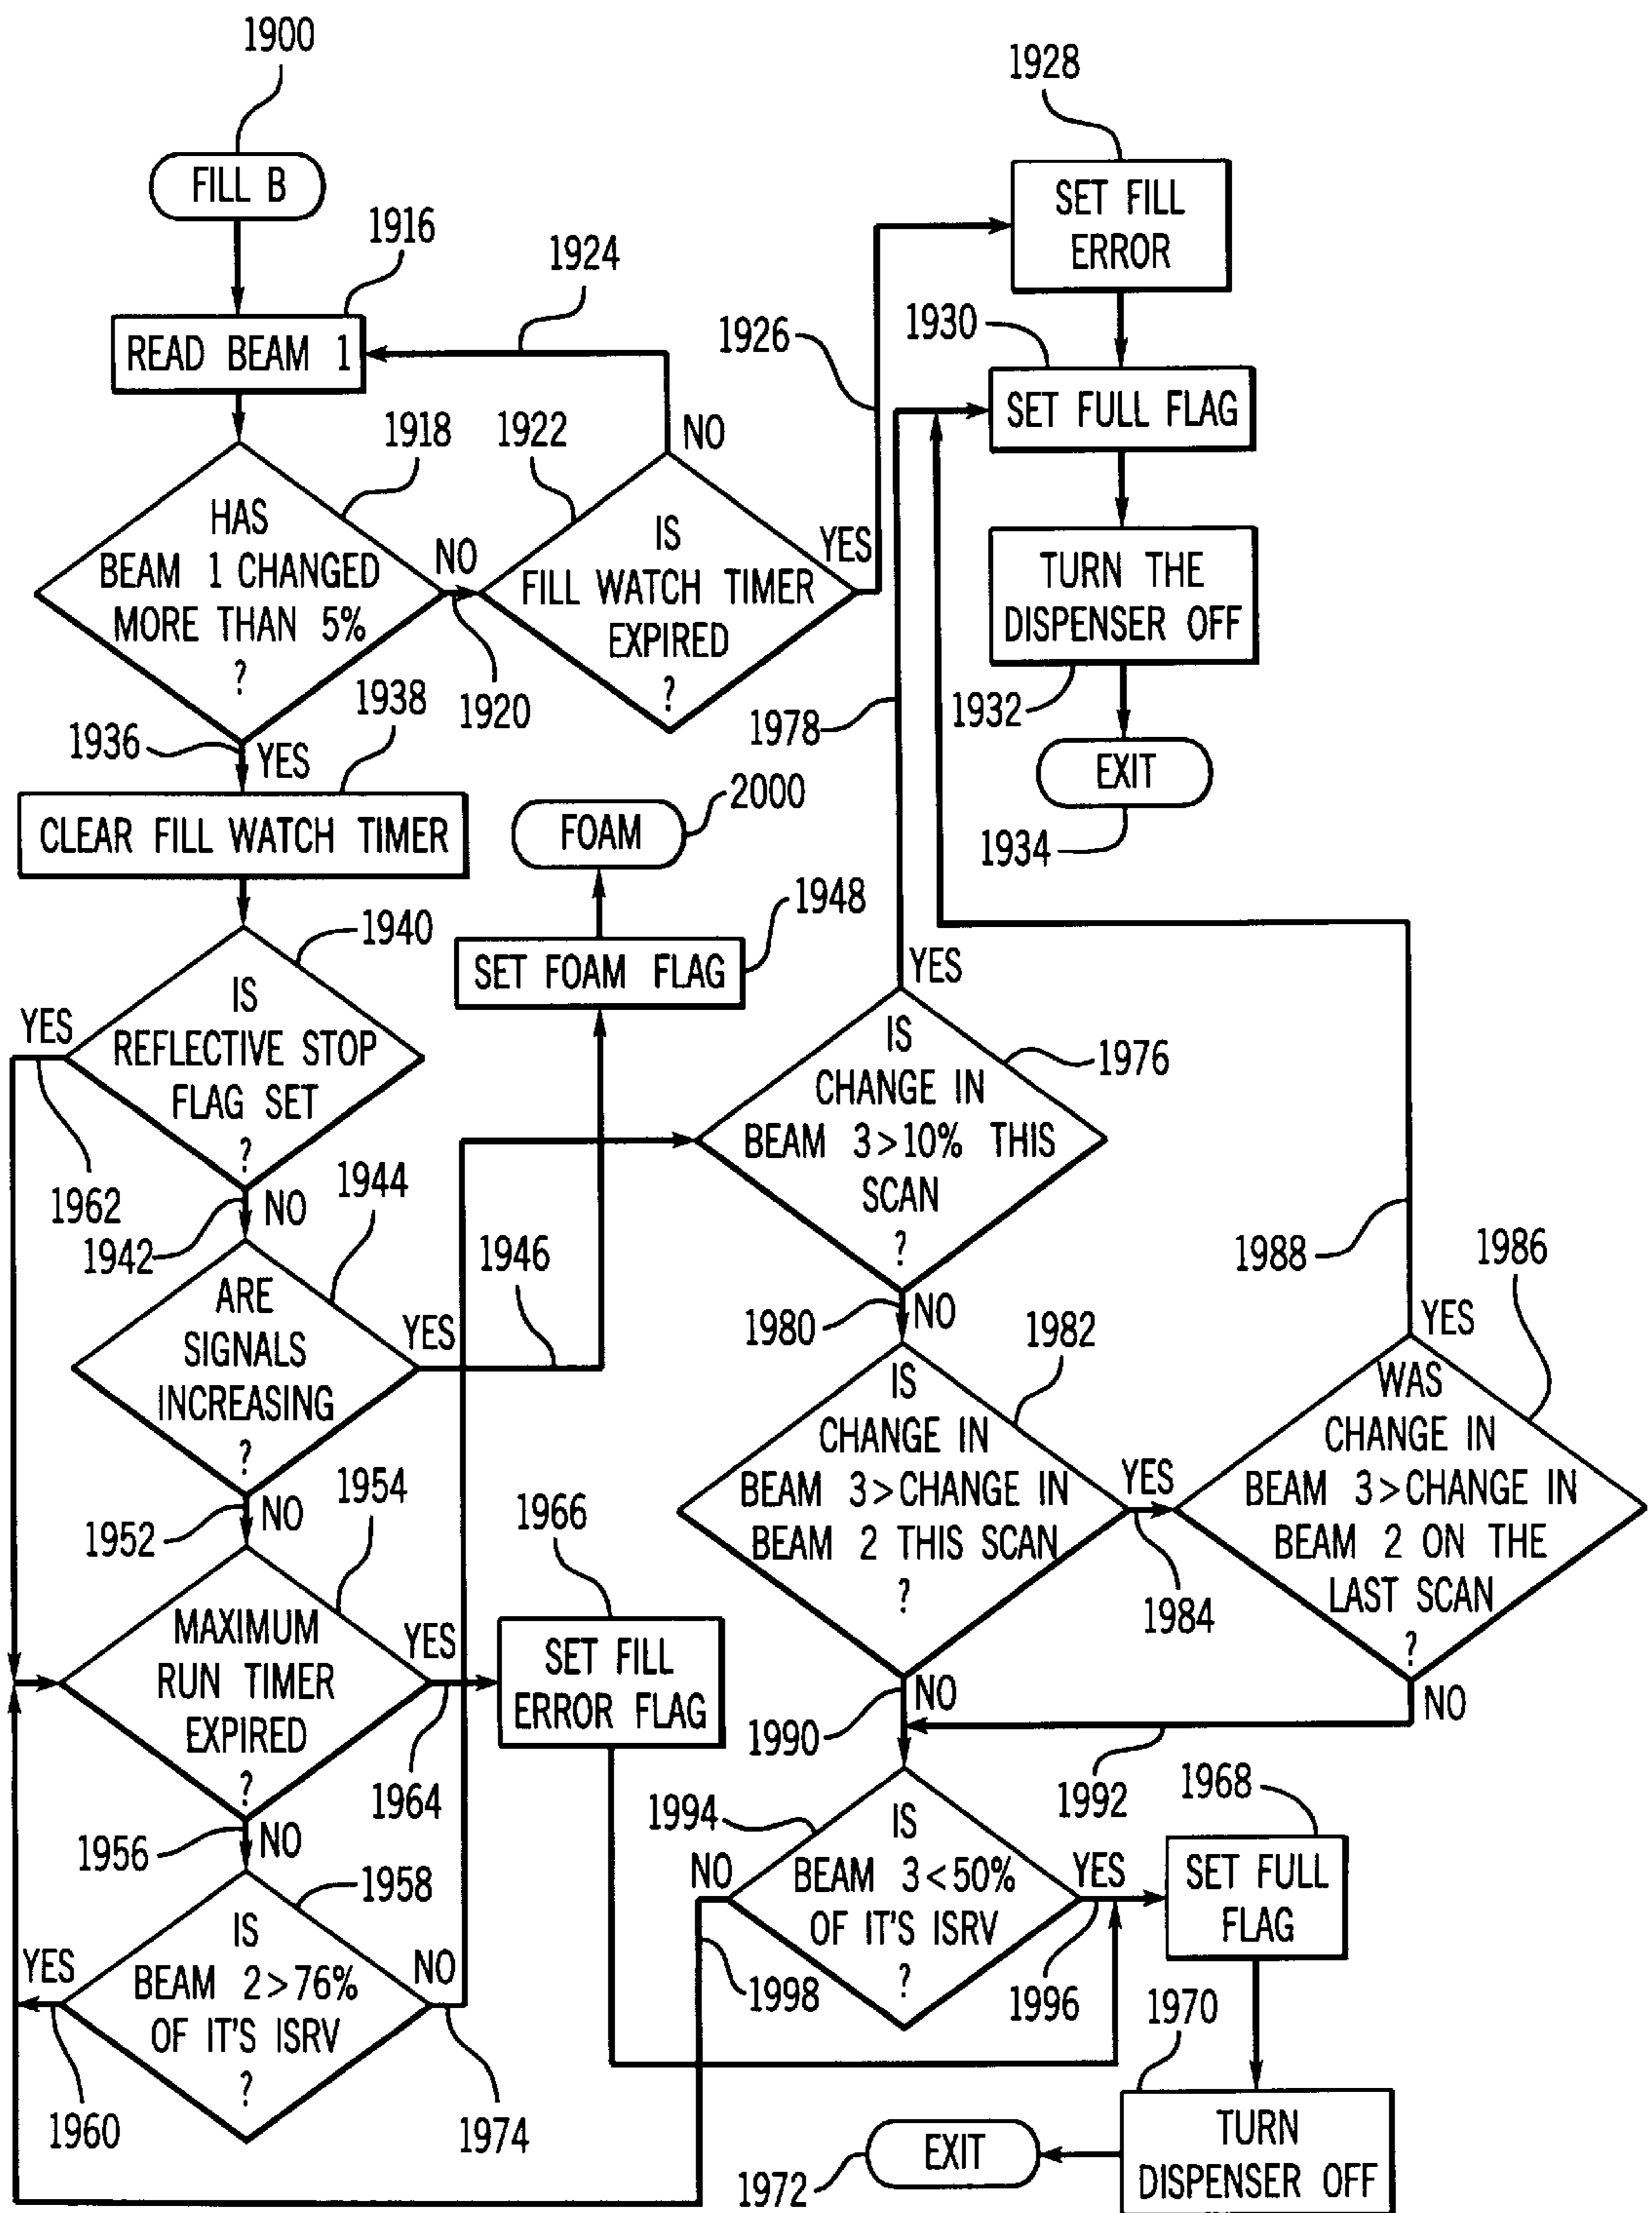 1900
FILL B
1916
READ BEAM 1
1924
1918
HAS
BEAM 1 CHANGED
MORE THAN 5%
?
NO
1920
1922
IS
FILL WATCH TIMER
EXPIRED
?
NO
YES
1926
1928
SET FILL
ERROR
1930
SET FULL FLAG
TURN THE
DISPENSER OFF
1932
EXIT
1934
1936
YES
1938
CLEAR FILL WATCH TIMER
1940
IS
REFLECTIVE STOP
FLAG SET
?
YES
1962
NO
1942
1944
ARE
SIGNALS
INCREASING
?
YES
1946
SET FOAM FLAG
1948
FOAM
2000
NO
1952
1954
MAXIMUM
RUN TIMER
EXPIRED
?
YES
1964
1966
SET FILL
ERROR FLAG
NO
1956
1958
IS
BEAM 2>76%
OF IT'S ISRV
?
YES
1960
NO
1974
1978
YES
IS
CHANGE IN
BEAM 3>10% THIS
SCAN
?
1976
NO
1980
1982
IS
CHANGE IN
BEAM 3>CHANGE IN
BEAM 2 THIS SCAN
?
YES
1984
1986
1988
YES
WAS
CHANGE IN
BEAM 3>CHANGE IN
BEAM 2 ON THE
LAST SCAN
?
NO
1992
NO
1990
1994
IS
BEAM 3<50%
OF IT'S ISRV
?
NO
1998
YES
1996
1968
SET FULL
FLAG
1970
TURN
DISPENSER OFF
EXIT
1972